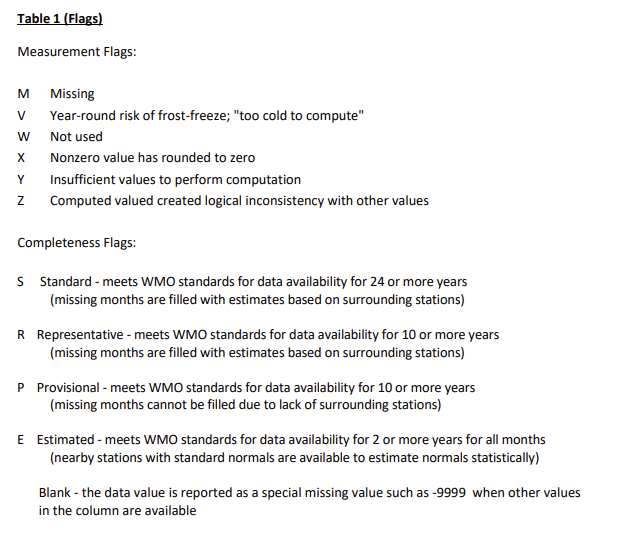 Table 1 (Flags)
Measurement Flags:
M Missing
V Year-round risk of frost-freeze; "too cold to compute"
W Not used
X Nonzero value has rounded to zero
Y Insufficient values to perform computation
Z Computed valued created logical inconsistency with other values
Completeness Flags:
S Standard - meets WMO standards for data availability for 24 or more years
(missing months are filled with estimates based on surrounding stations)
R Representative - meets WMO standards for data availability for 10 or more years
(missing months are filled with estimates based on surrounding stations)
P Provisional - meets WMO standards for data availability for 10 or more years
(missing months cannot be filled due to lack of surrounding stations)
E Estimated - meets WMO standards for data availability for 2 or more years for all months
(nearby stations with standard normals are available to estimate normals statistically)
Blank - the data value is reported as a special missing value such as -9999 when other values
in the column are available